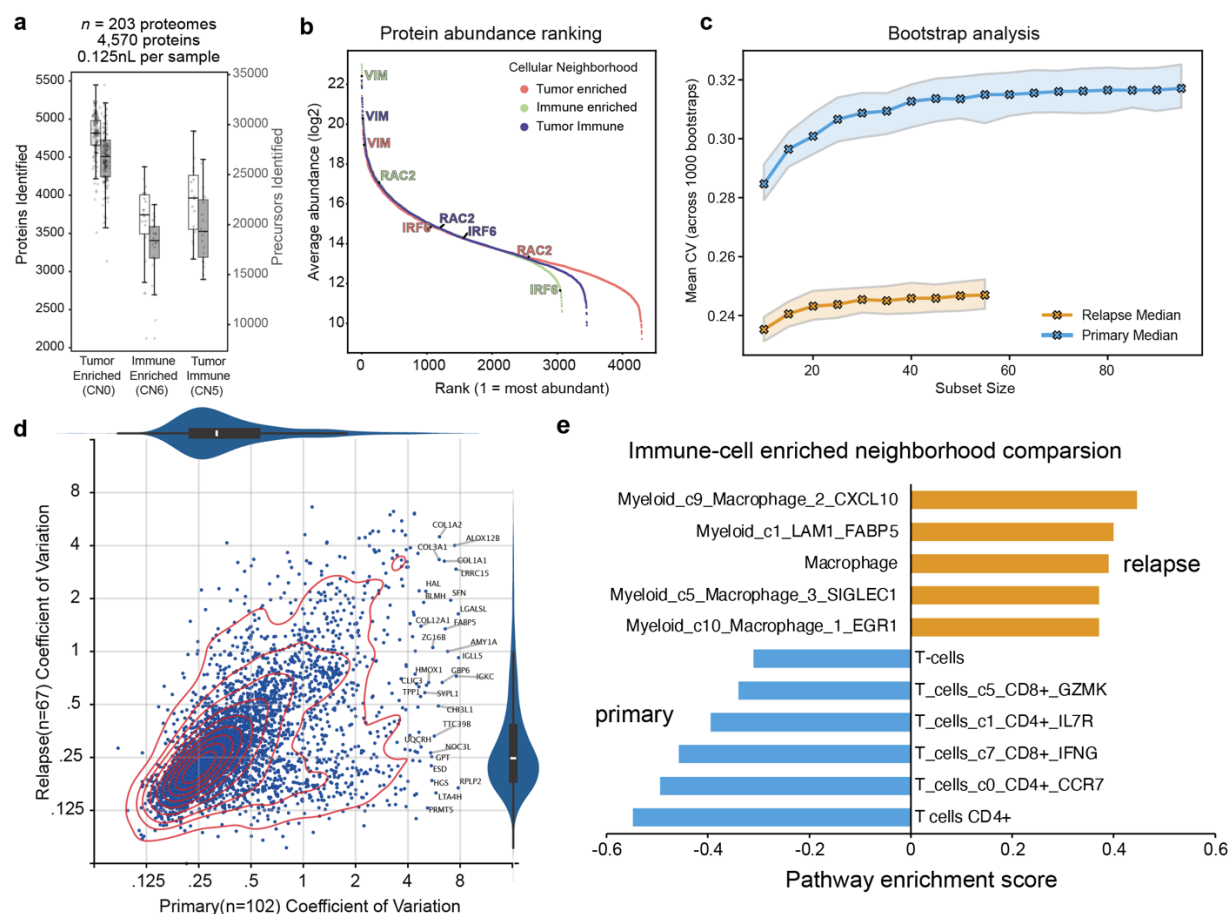 a
n = 203 proteomes
4,570 proteins
0.125nL per sample
Proteins Identified
5500
5000
4500
4000
3500
3000
2500
2000
35000
30000
25000
20000
15000
10000
Precursors Identified
Tumor Enriched (CN0)
Immune Enriched (CN6)
Tumor Immune (CN5)
b
Protein abundance ranking
Average abundance (log2)
22
20
18
16
14
12
10
Cellular Neighborhood
Tumor enriched
Immune enriched
Tumor Immune
VIM
VIM
VIM
RAC2
IRF6
RAC2
IRF6
RAC2
IRF6
0
1000
2000
3000
4000
Rank (1 = most abundant)
c
Bootstrap analysis
Mean CV (across 1000 bootstraps)
0.32
0.30
0.28
0.24
Relapse Median
Primary Median
20
40
60
80
Subset Size
d
Relapse(n=67) Coefficient of Variation
8
4
2
1
.5
.25
.125
COL1A2
ALOX12B
COL3A1
COL1A1
LRRC15
HAL
BLMH
SFN
LGALSL
COL12A1
FABP5
ZG16B
AMY1A
IGLL5
HMOX1
GBP6
IGKC
CLIC3
TPP1
SYPL1
CHI3L1
TTC39B
UQCRH
NOC3L
GPT
ESD
HGS
RPLP2
LTA4H
PRMT5
.125
.25
.5
1
2
4
8
Primary(n=102) Coefficient of Variation
e
Immune-cell enriched neighborhood comparsion
Myeloid_c9_Macrophage_2_CXCL10
Myeloid_c1_LAM1_FABP5
Macrophage
relapse
Myeloid_c5_Macrophage_3_SIGLEC1
Myeloid_c10_Macrophage_1_EGR1
T-cells
T_cells_c5_CD8+_GZMK
primary
T_cells_c1_CD4+_IL7R
T_cells_c7_CD8+_IFNG
T_cells_c0_CD4+_CCR7
T cells CD4+
-0.6
-0.4
-0.2
0
0.2
0.4
0.6
Pathway enrichment score